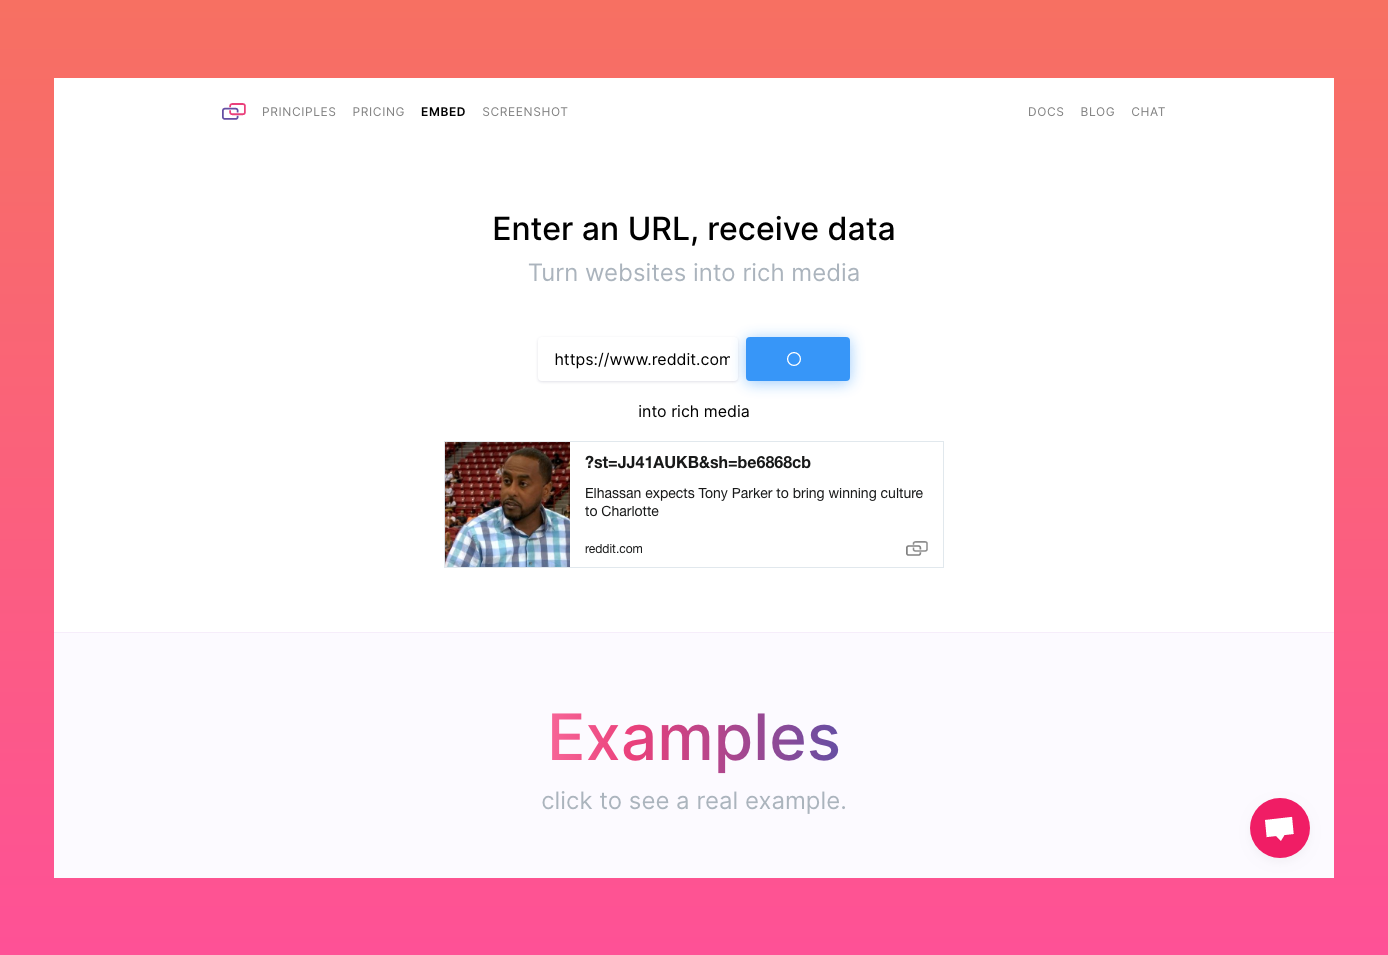 PRINCIPLES PRICING EMBED SCREENSHOT DOCS BLOG CHAT
Enter an URL, receive data
Turn websites into rich media
https://www.reddit.com
into rich media
?st=JJ41AUKB&sh=be6868cb
Elhassan expects Tony Parker to bring winning culture
to Charlotte
reddit.com
Examples
click to see a real example.